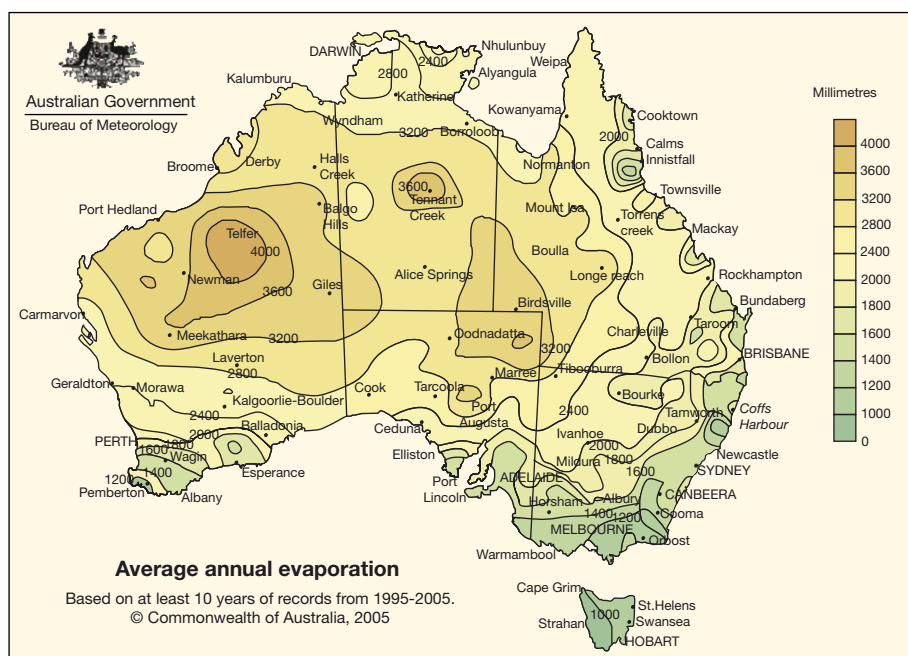 Australian Government
Bureau of Meteorology
DARWIN
Nhulunbuy
Weipa
2400
2800
Alyangula
Kalumburu
Katherine
Kowanyama
Millimetres
Wyndham
3200
Borroloob
Cooktown
2000
Calms
Innistfall
Broome
Derby
Halls
Creek
Normanton
3600
Tennant
Creek
Townsville
Port Hedland
Balgo
Hills
Mount Isa
Torrens
creek
Mackay
Telfer
4000
Boulla
Newman
Alice Springs
Longe reach
Rockhampton
3600
Giles
Birdsville
Bundaberg
Carmarvon
Meekathara
3200
Oodnadatta
Charleville
Taroom
3200
Laverton
2800
Bollon
BRISBANE
Marree
Tibooburra
Geraldton
Morawa
Cook
Tarcoola
Bourke
Kalgoorlie-Boulder
2400
Port
Augusta
2400
Tamworth
Coffs
Harbour
Balladonia
2000
Ceduna
Dubbo
PERTH
1800
1600
Wagin
Ivanhoe
2000
Elliston
Mildura
1800
Newcastle
1400
1200
Esperance
ADELAIDE
1600
SYDNEY
Pemberton
Albany
Port
Lincoln
Horsham
Albury
CANBEERA
1400
1200
Cooma
MELBOURNE
Orbost
Warmambool
4000
3600
3200
2800
2400
2000
1800
1600
1400
1200
1000
0
Average annual evaporation
Based on at least 10 years of records from 1995-2005.
© Commonwealth of Australia, 2005
Cape Grim
1000
St.Helens
Strahan
Swansea
HOBART